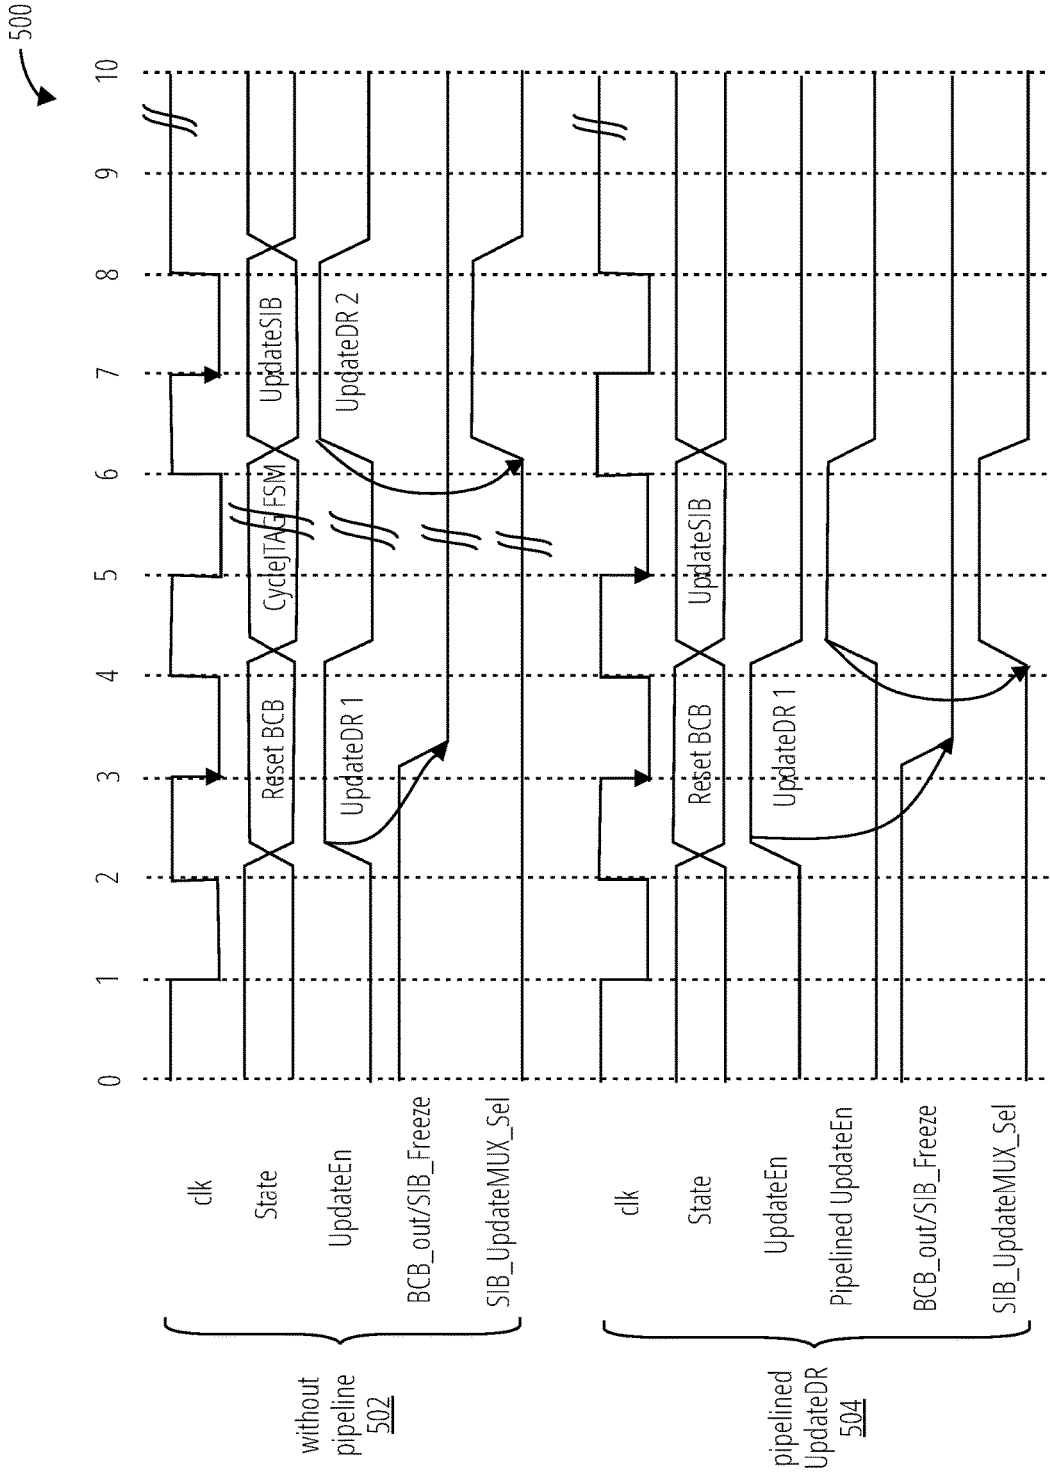 500
0 1 2 3 4 5 6 7 8 9 10
without
pipeline
502
clk
State
Reset BCB
CycleJTAG FSM
UpdateSIB
UpdateEn
UpdateDR 1
UpdateDR 2
BCB_out/SIB_Freeze
SIB_UpdateMUX_Sel
pipelined
UpdateDR
504
clk
State
Reset BCB
UpdateSIB
UpdateEn
UpdateDR 1
Pipelined UpdateEn
BCB_out/SIB_Freeze
SIB_UpdateMUX_Sel